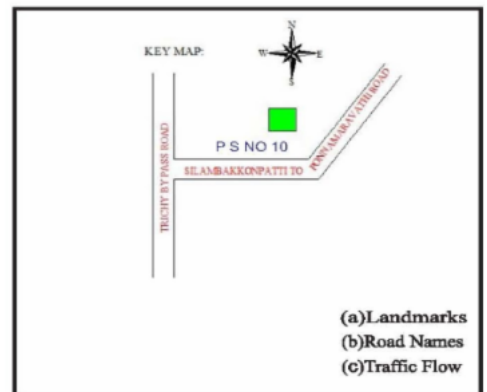 N
KEY MAP:
W
E
S
P S NO 10
TRICHY BY PASS ROAD
SILAMBAKKONPATTI TO
PONNAMARAVATHI ROAD
(a)Landmarks
(b)Road Names
(c)Traffic Flow